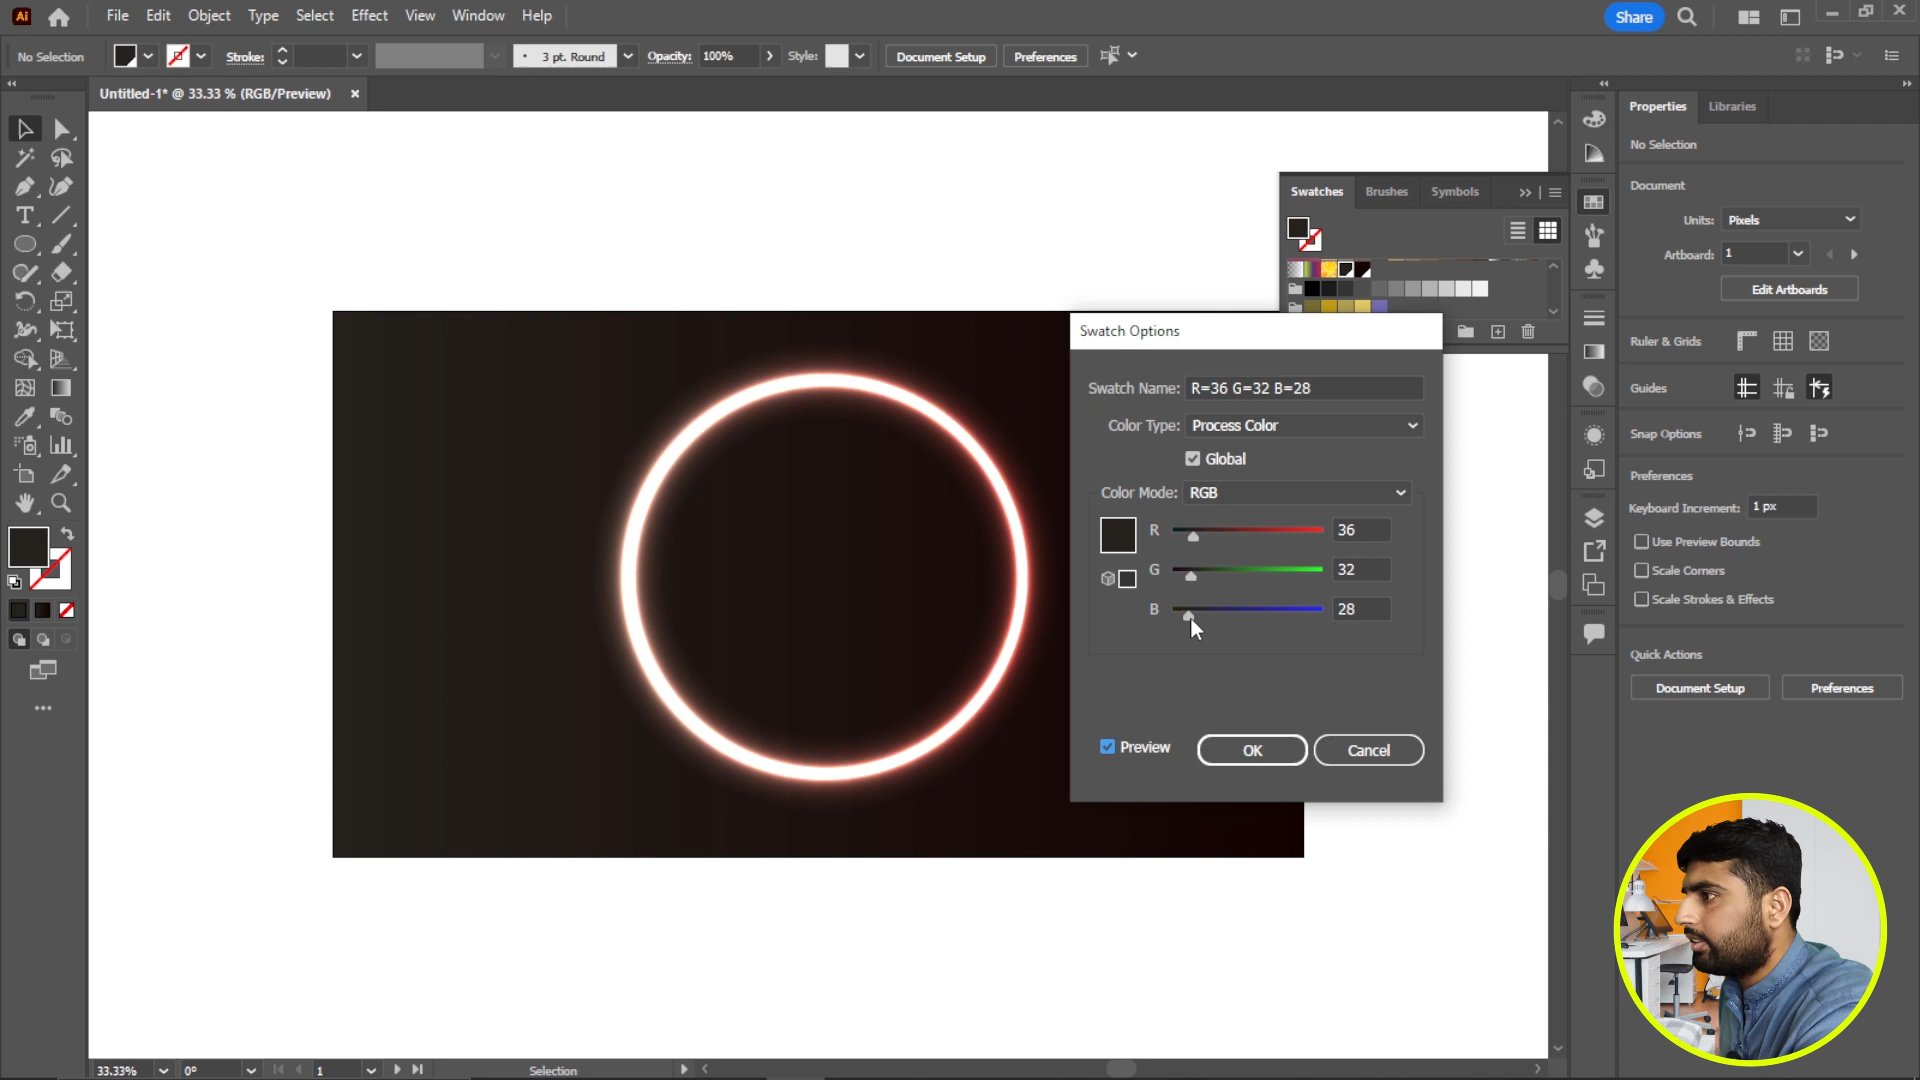 Ai File Edit Object Type Select Effect View Window Help Share
No Selection Stroke: 3 pt. Round Opacity: 100% Style: Document Setup Preferences
Untitled-1* @ 33.33 % (RGB/Preview)
Properties Libraries
No Selection
Document
Units: Pixels
Artboard: 1
Edit Artboards
Ruler & Grids
Guides
Snap Options
Preferences
Keyboard Increment: 1 px
Use Preview Bounds
Scale Corners
Scale Strokes & Effects
Quick Actions
Document Setup Preferences
Swatches Brushes Symbols
Swatch Options
Swatch Name: R=36 G=32 B=28
Color Type: Process Color
Global
Color Mode: RGB
R 36
G 32
B 28
Preview OK Cancel
33.33% 0° 1 Selection